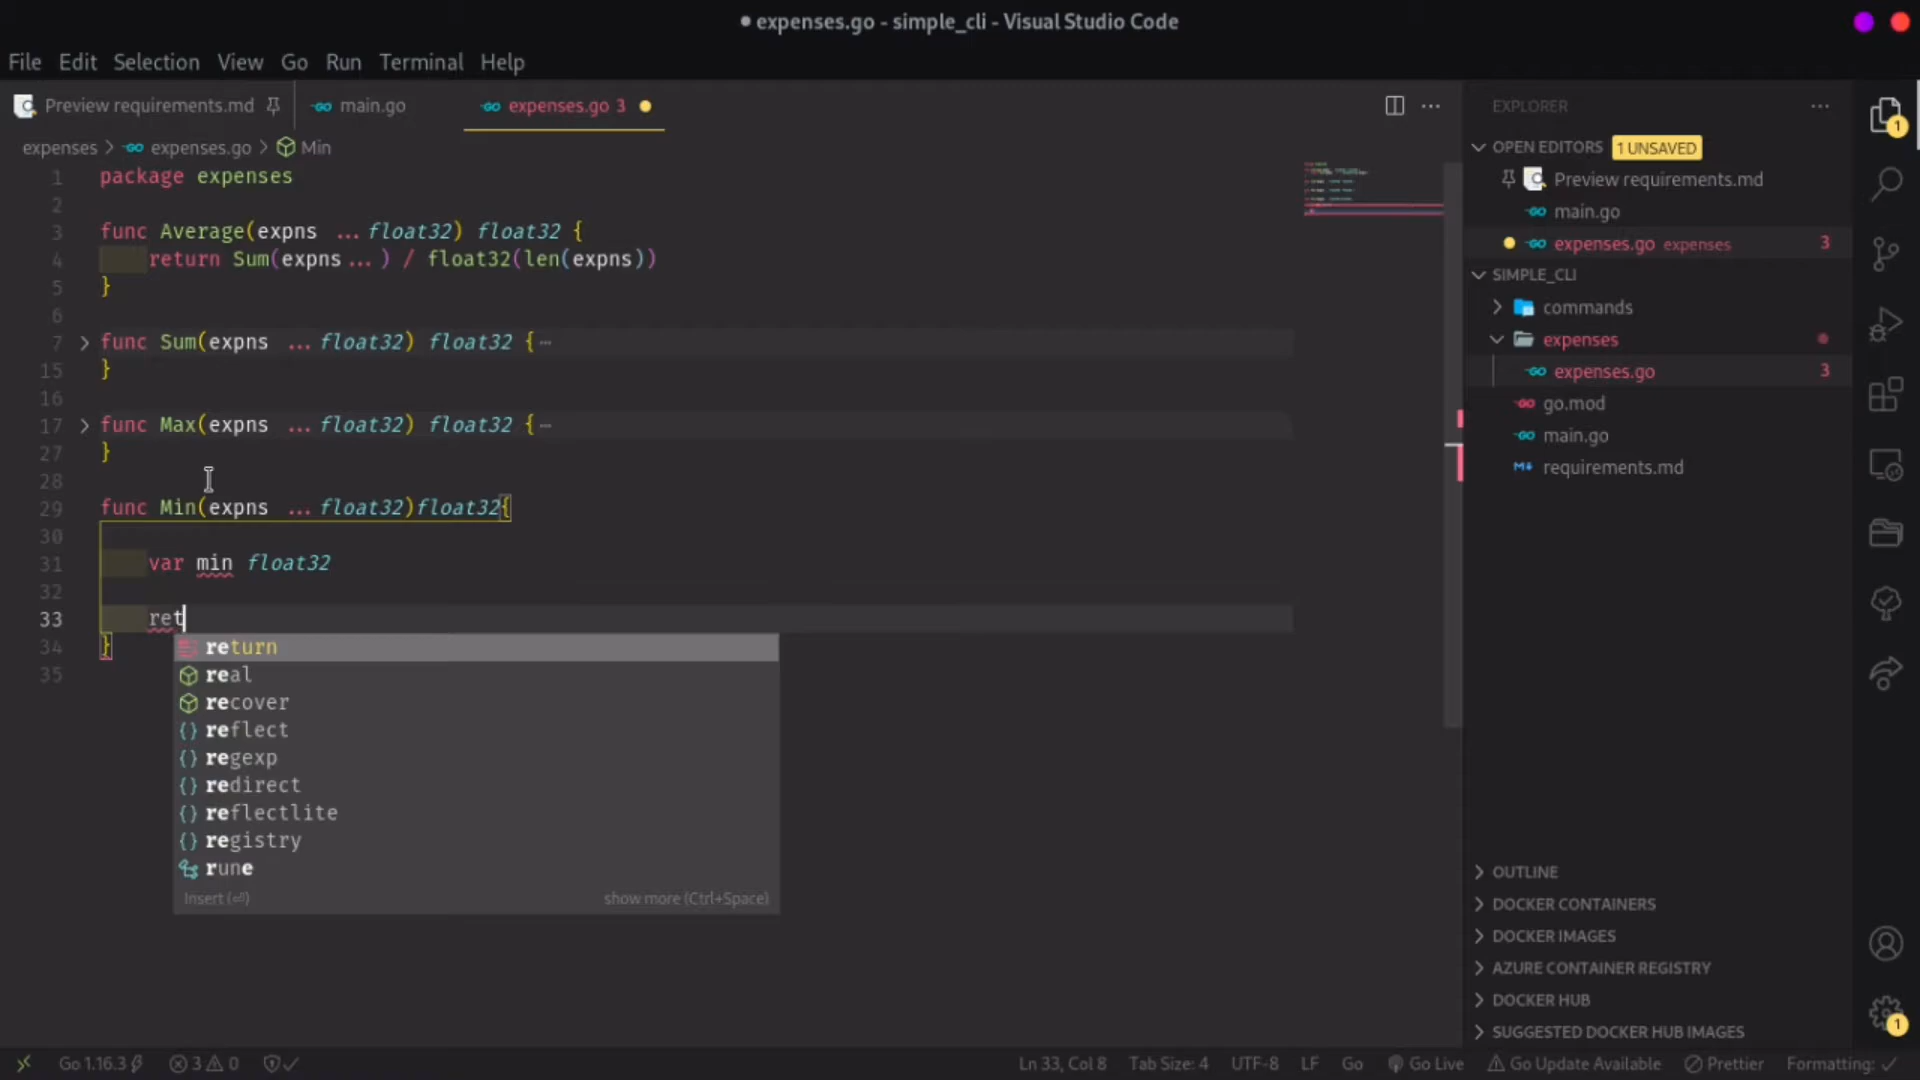 ● expenses.go - simple_cli - Visual Studio Code
File Edit Selection View Go Run Terminal Help
Preview requirements.md main.go expenses.go 3
expenses > expenses.go > Min
1 package expenses
2
3 func Average(expns ...float32) float32 {
4 return Sum(expns...) / float32(len(expns))
5 }
6
7 func Sum(expns ...float32) float32 {⋯
15 }
16
17 func Max(expns ...float32) float32 {⋯
27 }
28
29 func Min(expns ...float32)float32{
30
31 var min float32
32
33 ret
34 }
35
return
real
recover
reflect
regexp
redirect
reflectlite
registry
rune
Insert (⏎) show more (Ctrl+Space)
EXPLORER
OPEN EDITORS 1 UNSAVED
Preview requirements.md
main.go
expenses.go expenses 3
SIMPLE_CLI
commands
expenses
expenses.go 3
go.mod
main.go
requirements.md
OUTLINE
DOCKER CONTAINERS
DOCKER IMAGES
AZURE CONTAINER REGISTRY
DOCKER HUB
SUGGESTED DOCKER HUB IMAGES
1
1
Go 1.16.3 3 0 Ln 33, Col 8 Tab Size: 4 UTF-8 LF Go Go Live Go Update Available Prettier Formatting: ✓